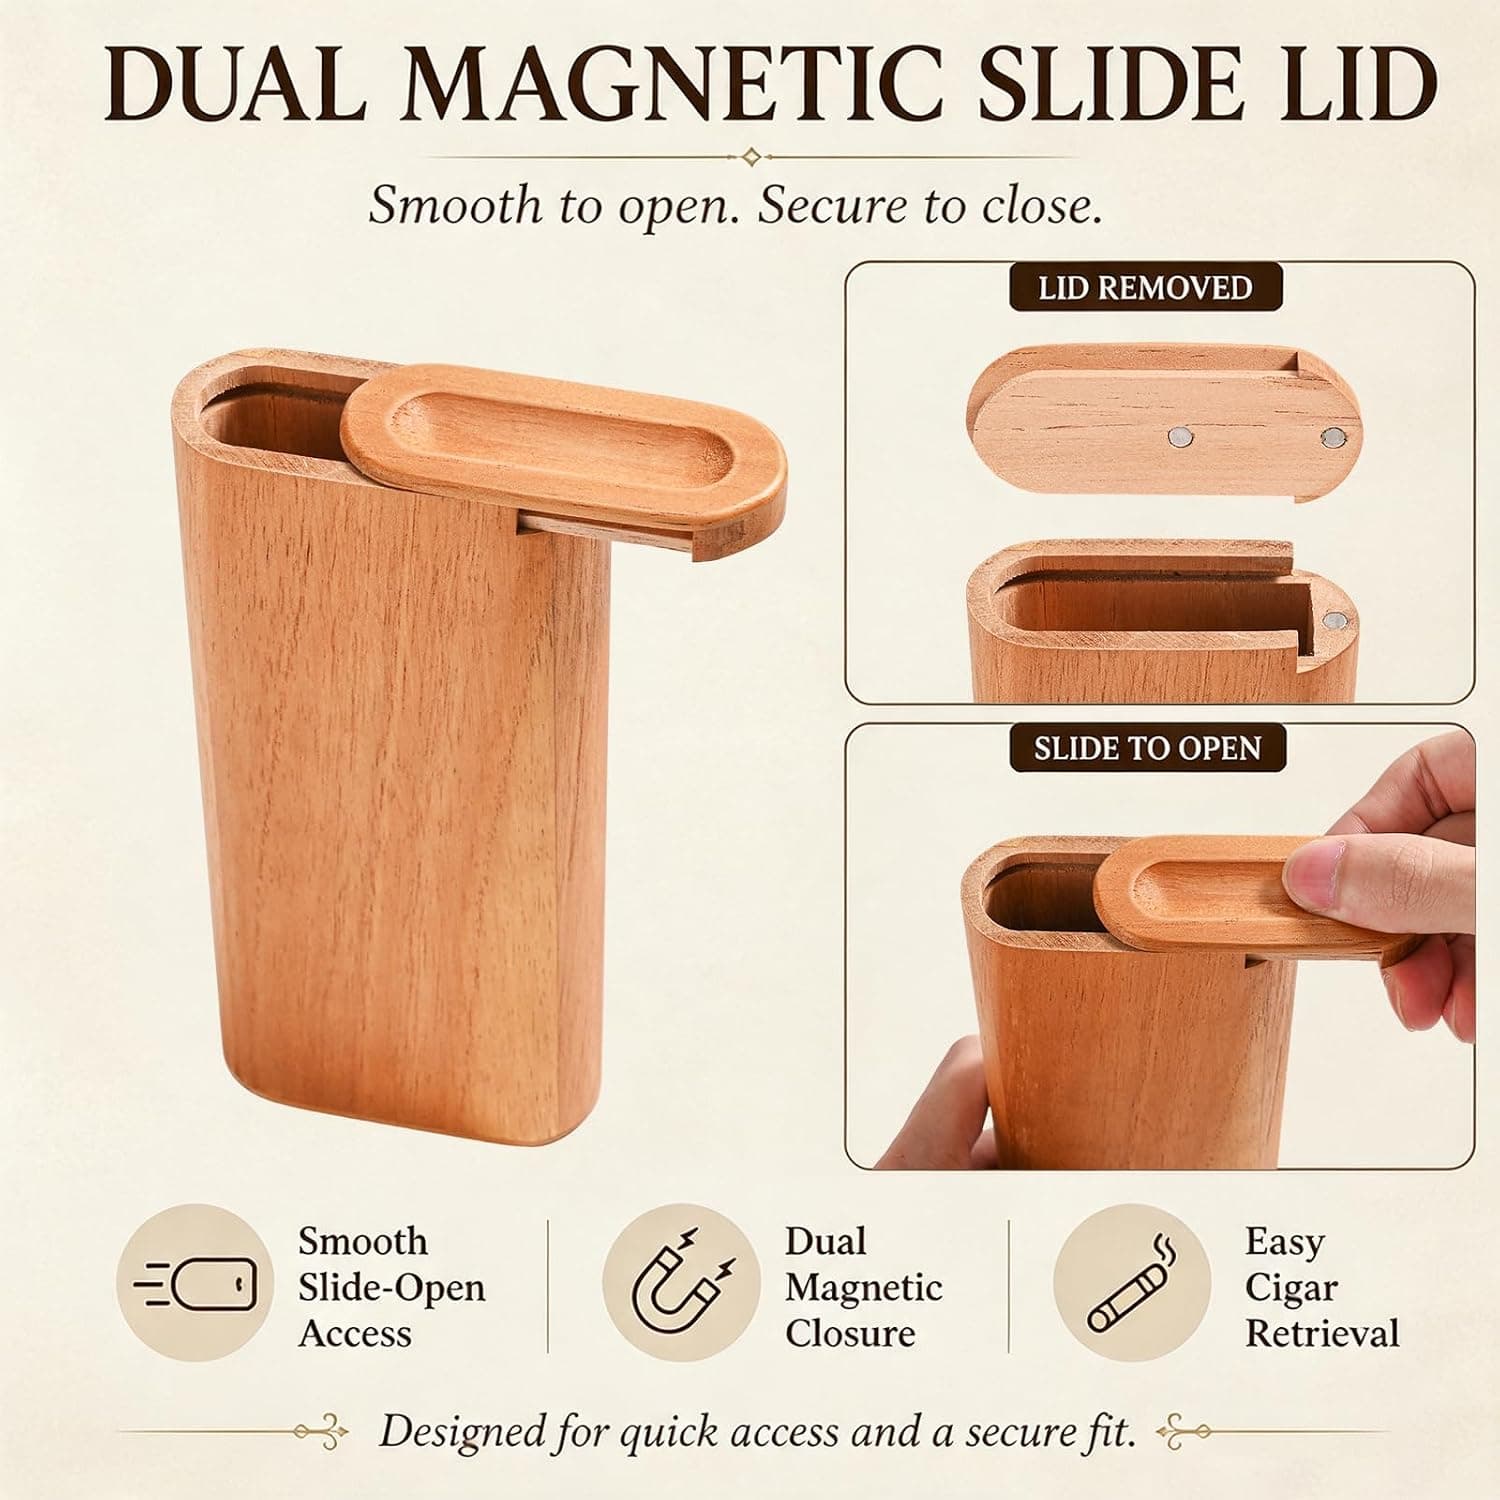 DUAL MAGNETIC SLIDE LID
Smooth to open. Secure to close.
LID REMOVED
SLIDE TO OPEN
Smooth
Slide-Open
Access
Dual
Magnetic
Closure
Easy
Cigar
Retrieval
Designed for quick access and a secure fit.